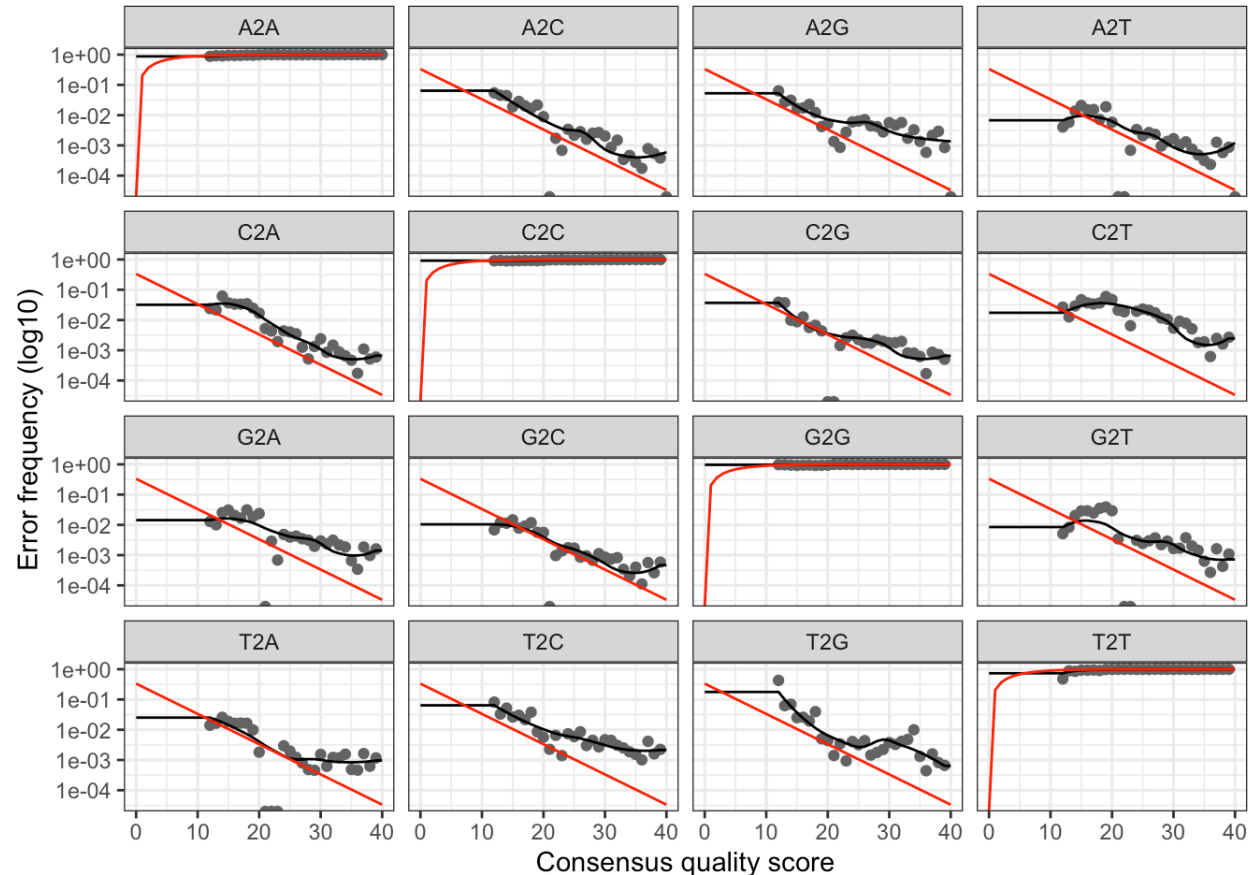 A2A A2C A2G A2T
1e+00
1e-01
1e-02
1e-03
1e-04
C2A C2C C2G C2T
1e+00
1e-01
1e-02
1e-03
1e-04
G2A G2C G2G G2T
1e+00
1e-01
1e-02
1e-03
1e-04
T2A T2C T2G T2T
1e+00
1e-01
1e-02
1e-03
1e-04
0 10 20 30 40 0 10 20 30 40 0 10 20 30 40 0 10 20 30 40
Consensus quality score
Error frequency (log10)